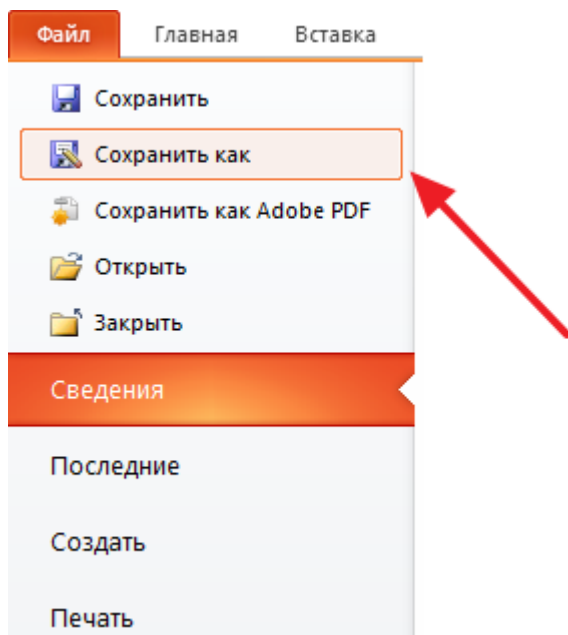 Файл Главная Вставка
Сохранить
Сохранить как
Сохранить как Adobe PDF
Открыть
Закрыть
Сведения
Последние
Создать
Печать